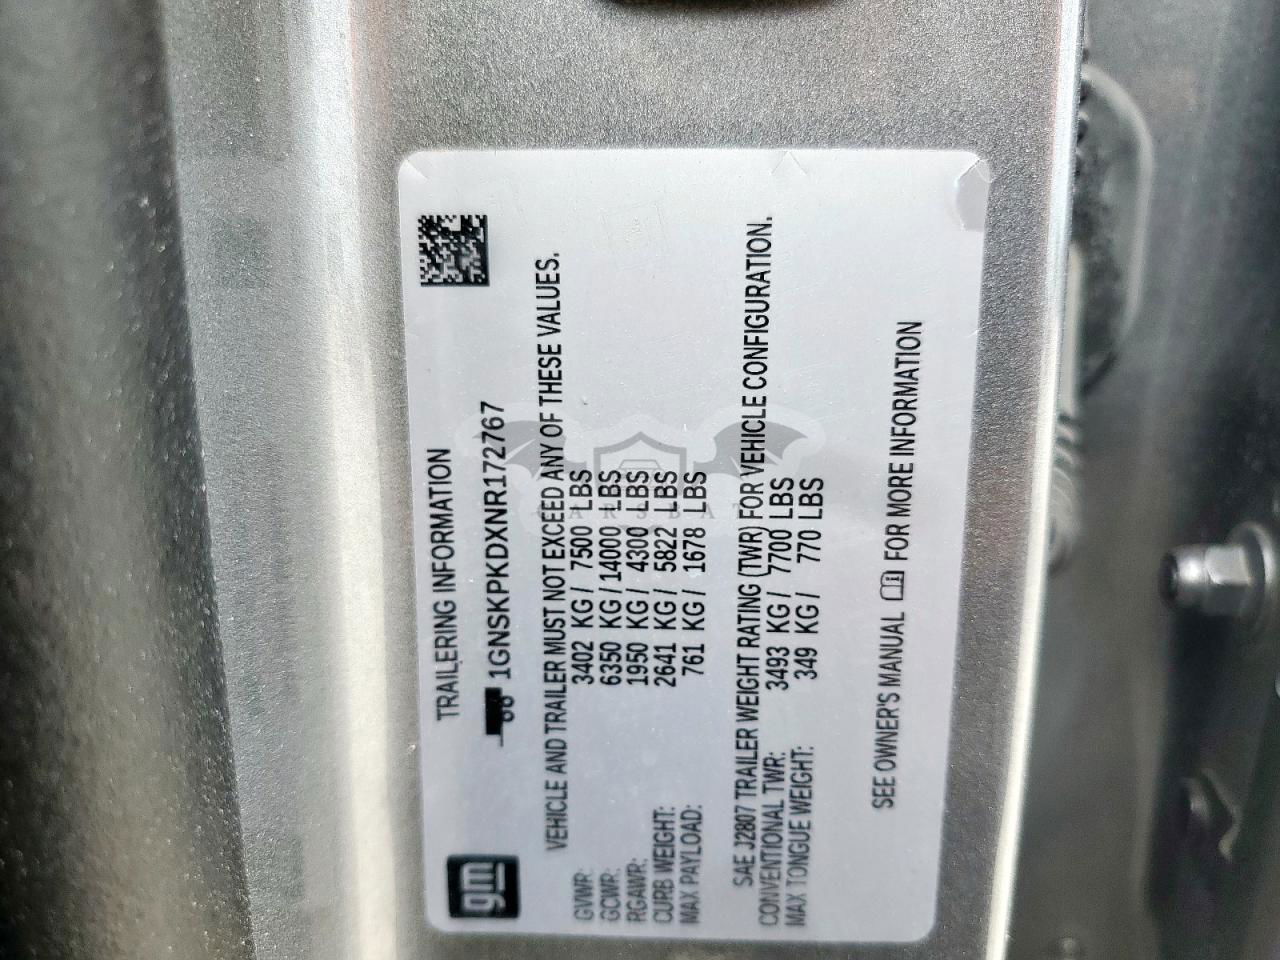 gm
TRAILERING INFORMATION
1GNSKPKDXNR172767
VEHICLE AND TRAILER MUST NOT EXCEED ANY OF THESE VALUES.
GVWR: 3402 KG / 7500 LBS
GCWR: 6350 KG / 14000 LBS
RGAWR: 1950 KG / 4300 LBS
CURB WEIGHT: 2641 KG / 5822 LBS
MAX PAYLOAD: 761 KG / 1678 LBS
SAE J2807 TRAILER WEIGHT RATING (TWR) FOR VEHICLE CONFIGURATION.
CONVENTIONAL TWR: 3493 KG / 7700 LBS
MAX TONGUE WEIGHT: 349 KG / 770 LBS
SEE OWNER'S MANUAL FOR MORE INFORMATION